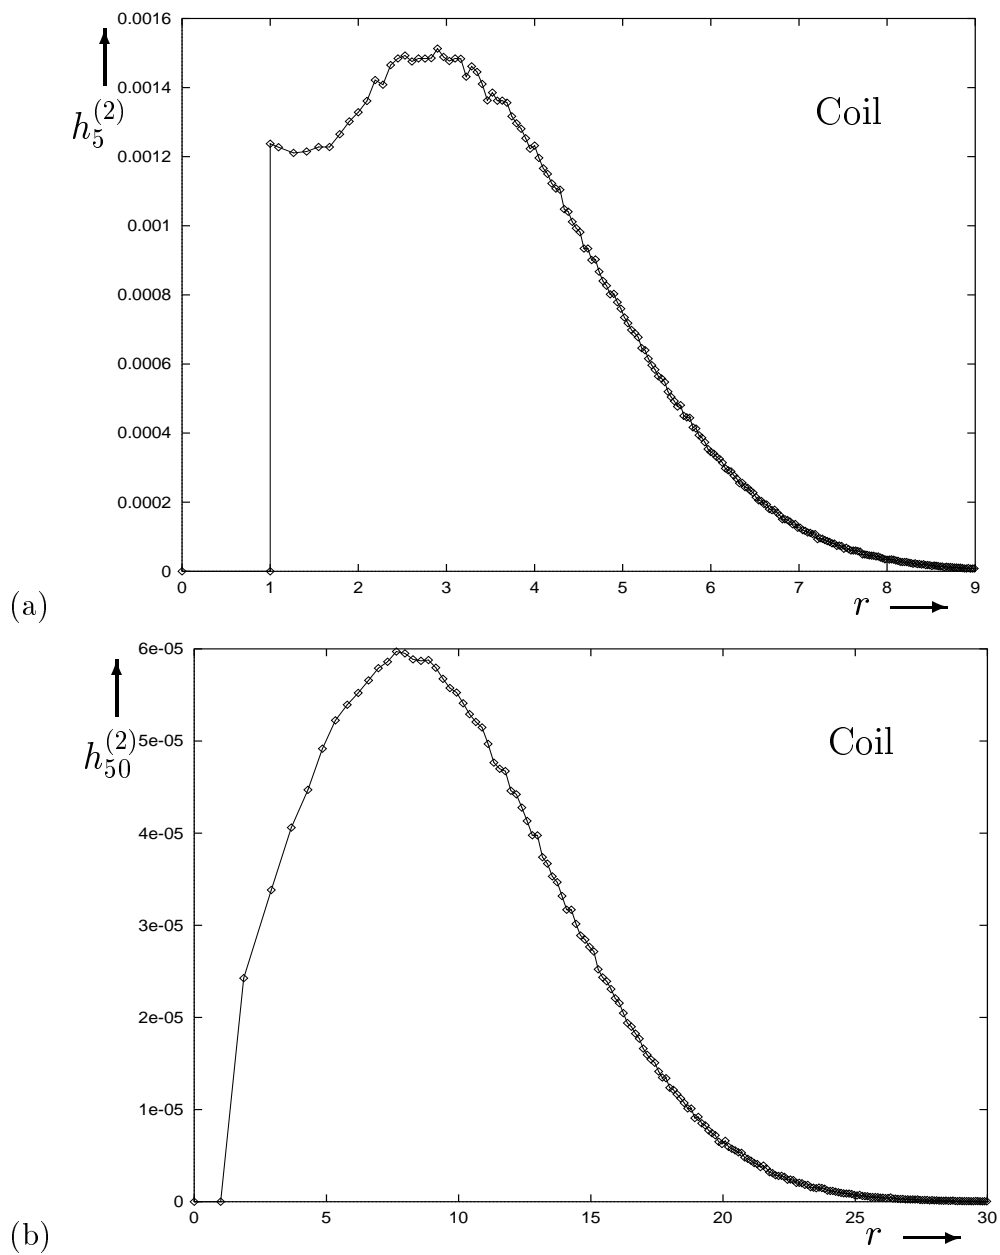 0.0016
0.0014
h_5^{(2)}
Coil
0.0012
0.001
0.0008
0.0006
0.0004
0.0002
0
0 1 2 3 4 5 6 7 8 9
(a)
r
6e-05
h_{50}^{(2)}
5e-05
Coil
4e-05
3e-05
2e-05
1e-05
0
0 5 10 15 20 25 30
(b)
r